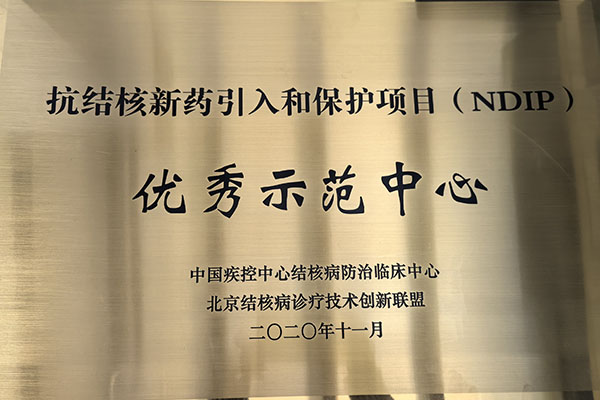 抗结核新药引入和保护项目（NDIP）
优秀示范中心
中国疾控中心结核病防治临床中心
北京结核病诊疗技术创新联盟
二〇二〇年十一月